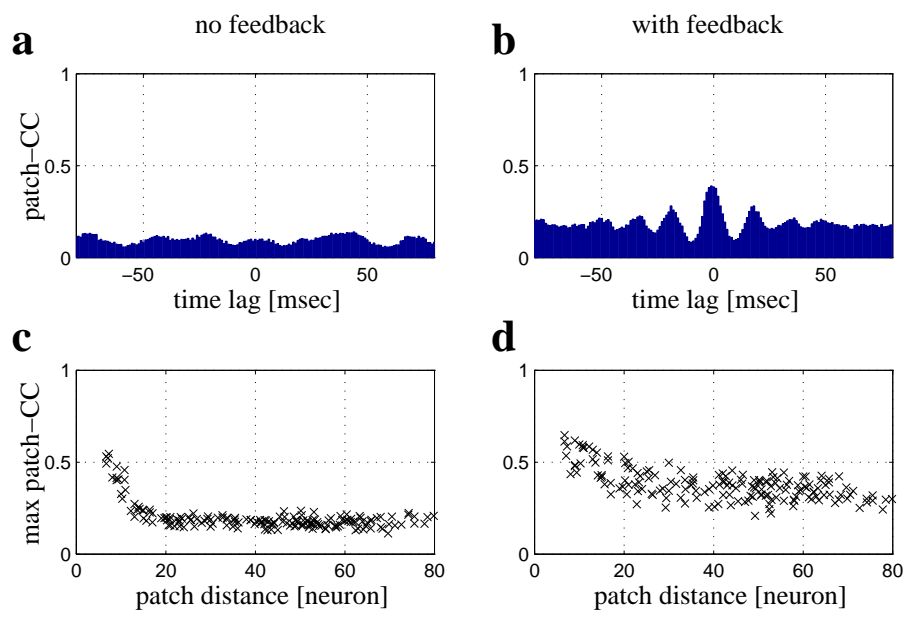 no feedback
with feedback
a
b
patch-CC
1
0.5
0
-50
0
50
time lag [msec]
1
0.5
0
-50
0
50
time lag [msec]
c
d
max patch-CC
1
0.5
0
0
20
40
60
80
patch distance [neuron]
1
0.5
0
0
20
40
60
80
patch distance [neuron]